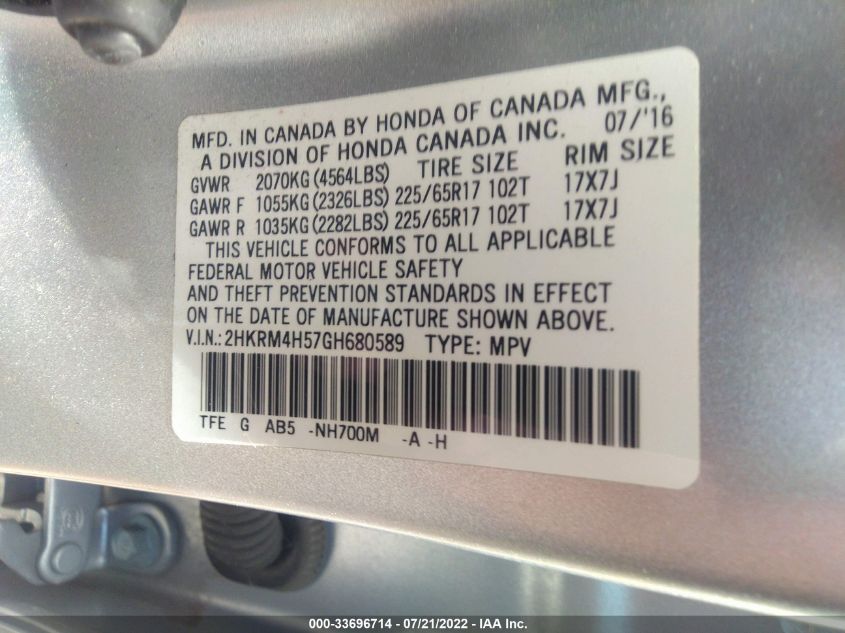 MFD. IN CANADA BY HONDA OF CANADA MFG.,
A DIVISION OF HONDA CANADA INC. 07/'16
GVWR 2070KG(4564LBS) TIRE SIZE RIM SIZE
GAWR F 1055KG(2326LBS) 225/65R17 102T 17X7J
GAWR R 1035KG(2282LBS) 225/65R17 102T 17X7J
THIS VEHICLE CONFORMS TO ALL APPLICABLE
FEDERAL MOTOR VEHICLE SAFETY
AND THEFT PREVENTION STANDARDS IN EFFECT
ON THE DATE OF MANUFACTURE SHOWN ABOVE.
V.I.N.: 2HKRM4H57GH680589 TYPE: MPV
TFE G AB5 -NH700M -A -H
000-33696714 - 07/21/2022 - IAA Inc.